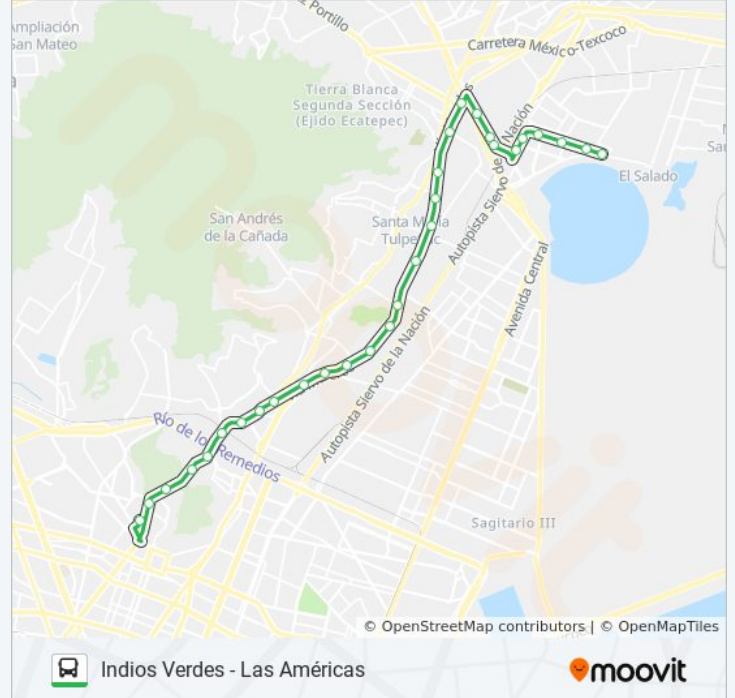 Portillo
Ampliación
San Mateo
Carretera México-Texcoco
Tierra Blanca
Segunda Sección
(Ejido Ecatepec)
El Salado
San Andrés
de la Cañada
Santa
Autopista Siervo de la Nación
Avenida Central
Autopista Siervo de la Nación
Río de los Remedios
Sagitario III
© OpenStreetMap contributors | © OpenMapTiles
Indios Verdes - Las Américas
moovit